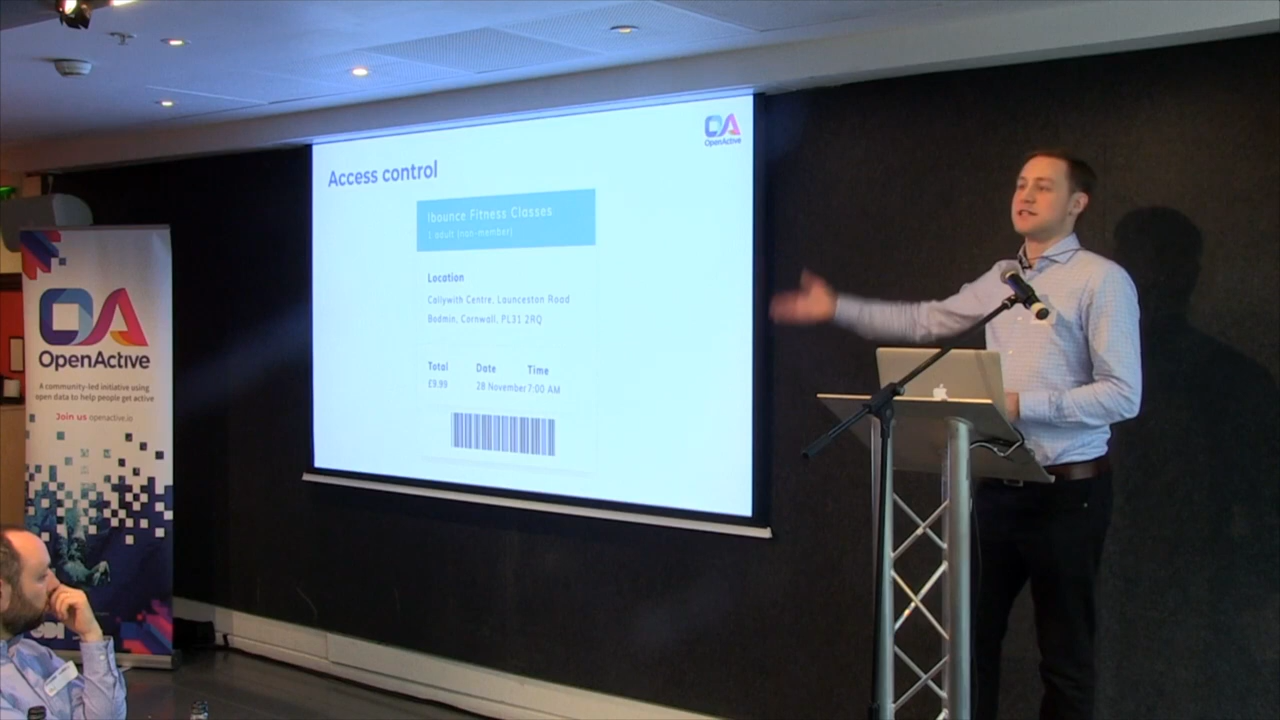 OA
OpenActive
Access control
Ibounce Fitness Classes
1 adult (non-member)
Location
Callywith Centre, Launceston Road
Bodmin, Cornwall, PL31 2RQ
Total Date Time
£9.99 28 November 7:00 AM
OA
OpenActive
A community-led initiative using
open data to help people get active
Join us openactive.io